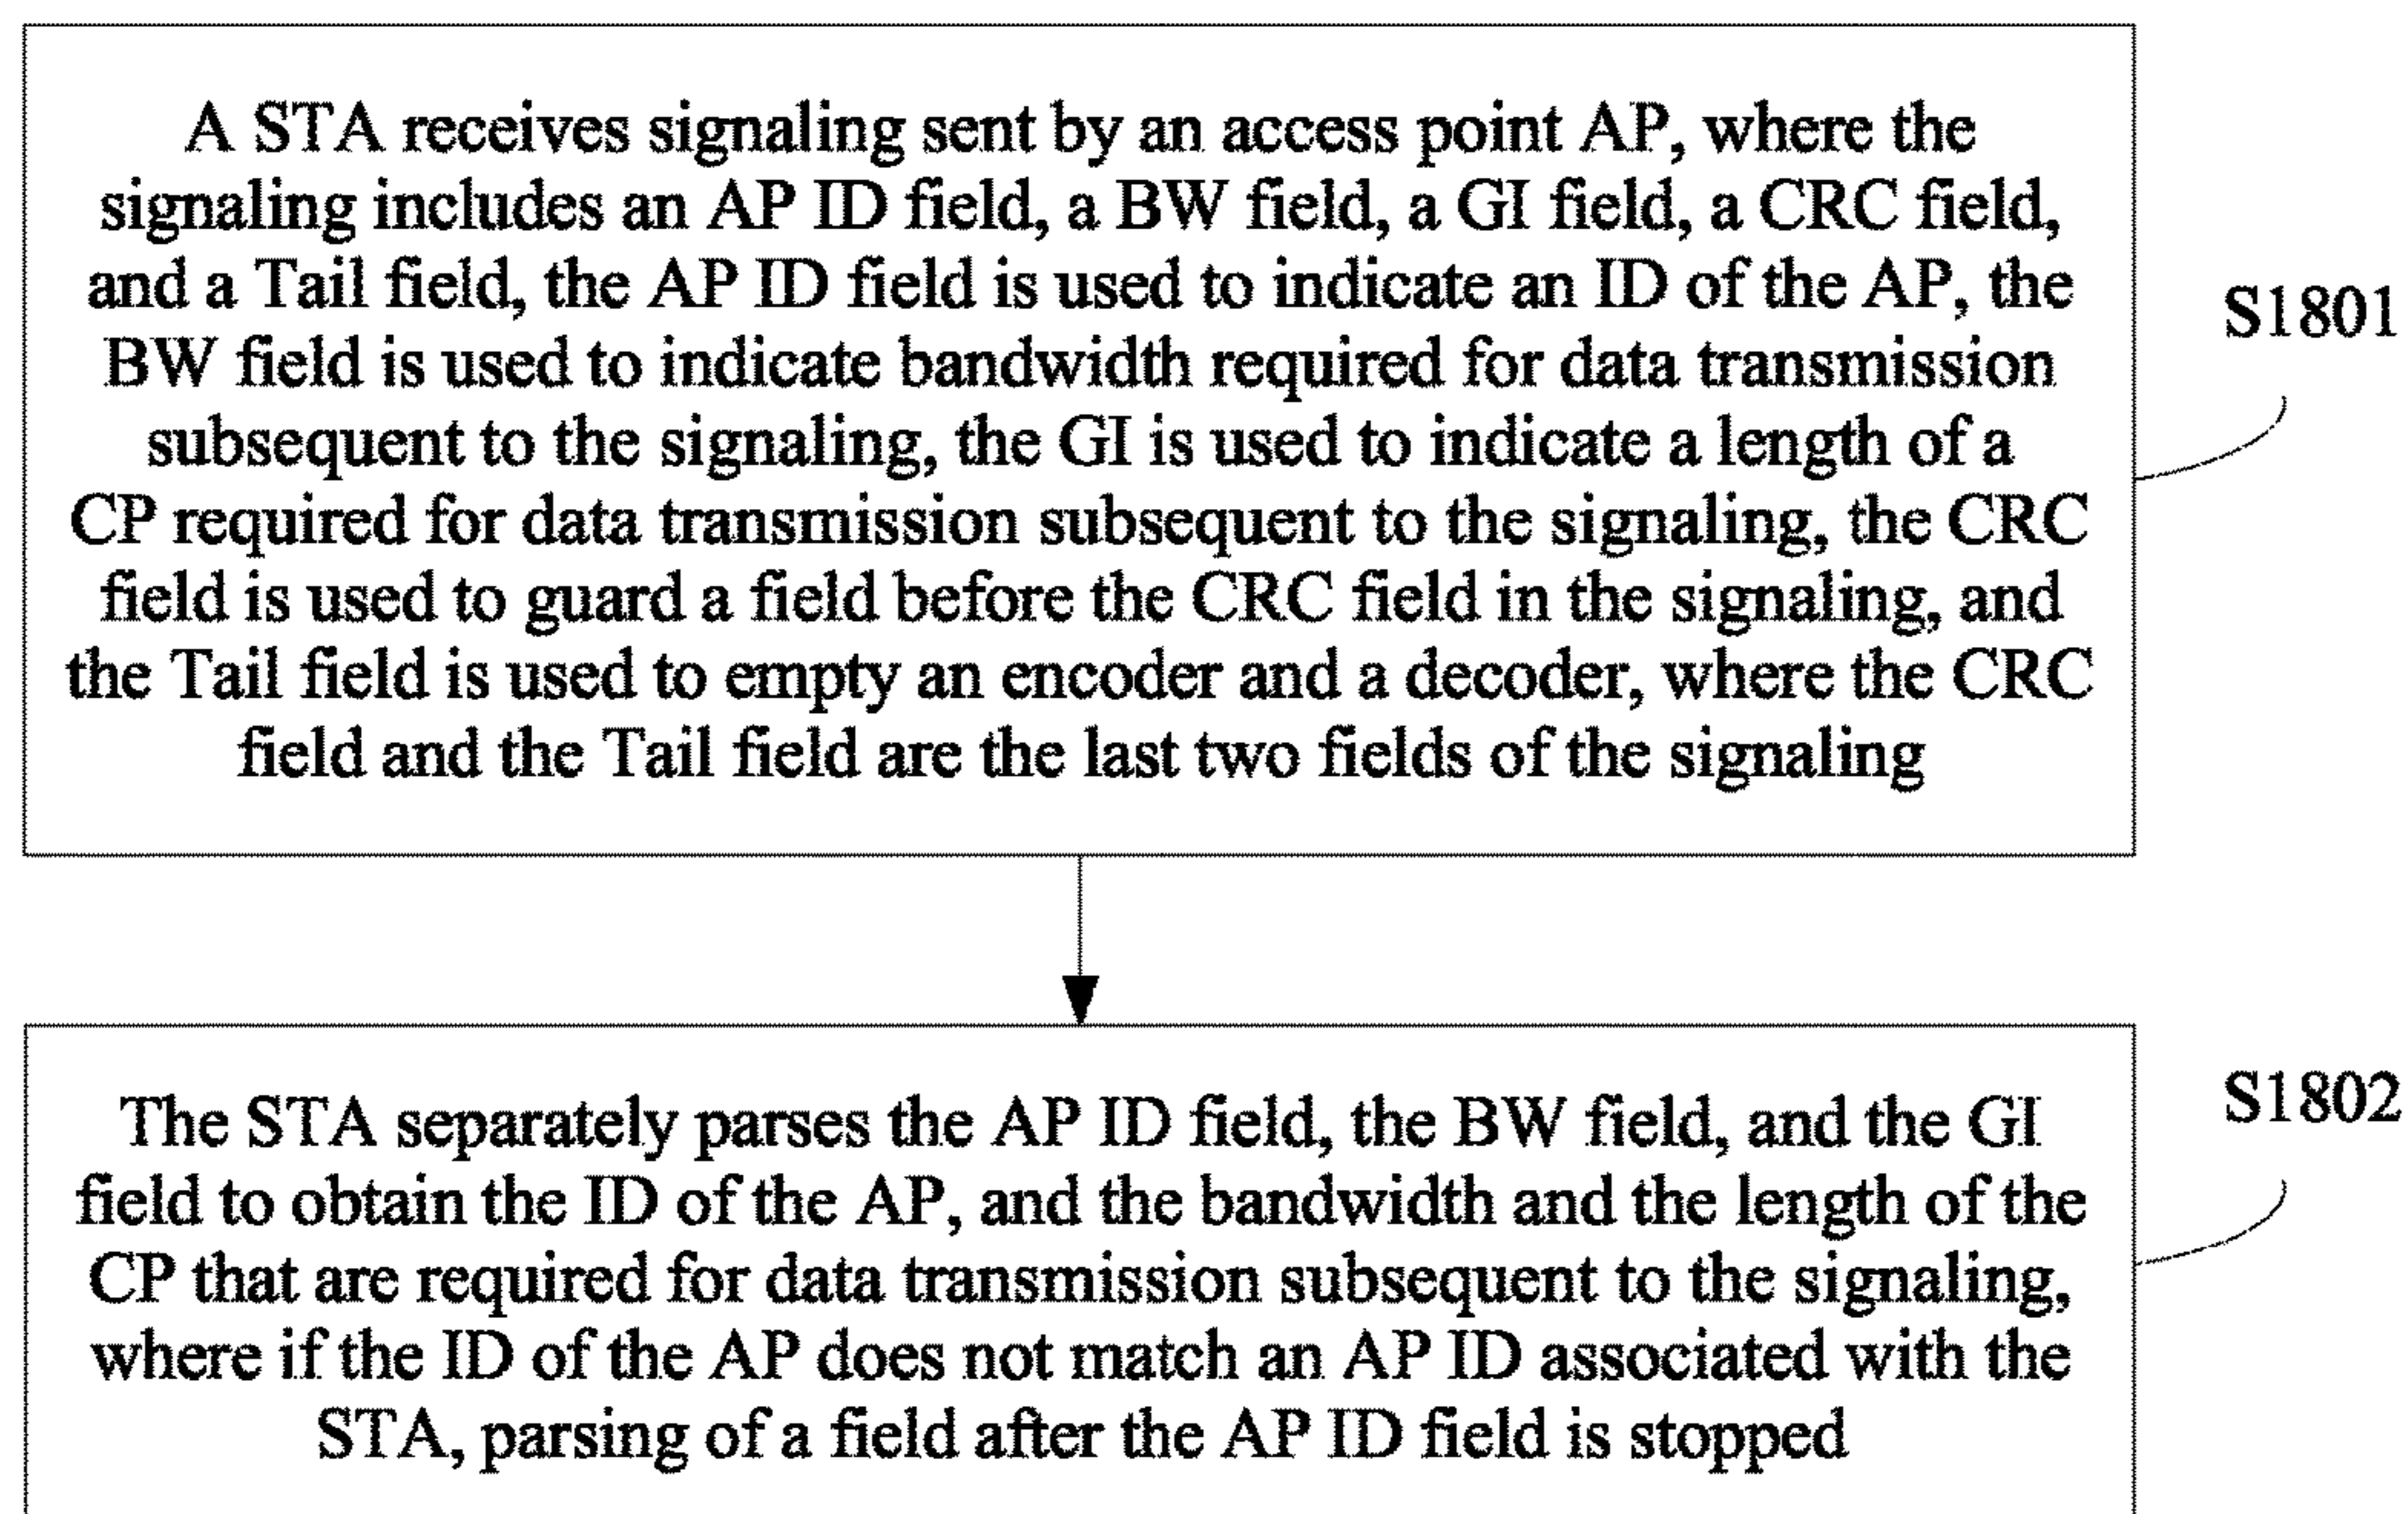 A STA receives signaling sent by an access point AP, where the
signaling includes an AP ID field, a BW field, a GI field, a CRC field,
and a Tail field, the AP ID field is used to indicate an ID of the AP, the
BW field is used to indicate bandwidth required for data transmission
subsequent to the signaling, the GI is used to indicate a length of a
CP required for data transmission subsequent to the signaling, the CRC
field is used to guard a field before the CRC field in the signaling, and
the Tail field is used to empty an encoder and a decoder, where the CRC
field and the Tail field are the last two fields of the signaling
S1801
The STA separately parses the AP ID field, the BW field, and the GI
field to obtain the ID of the AP, and the bandwidth and the length of the
CP that are required for data transmission subsequent to the signaling,
where if the ID of the AP does not match an AP ID associated with the
STA, parsing of a field after the AP ID field is stopped
S1802